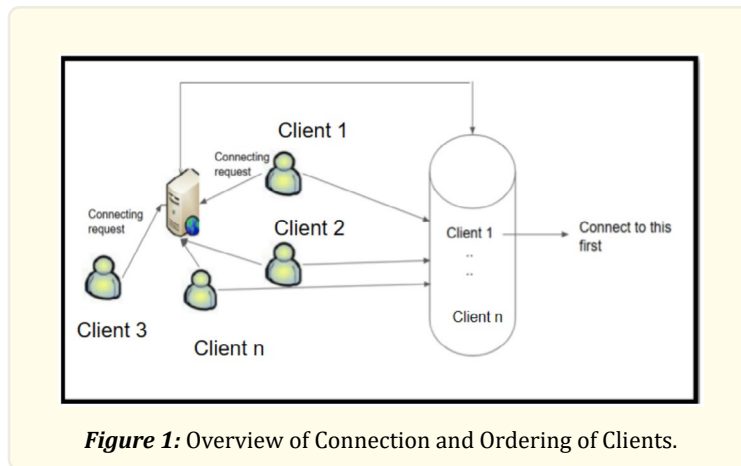 Client 1
Connecting
request
Connecting
request
Client 2
Client 3
Client n
Client 1
..
..
Client n
Connect to this
first
Figure 1: Overview of Connection and Ordering of Clients.